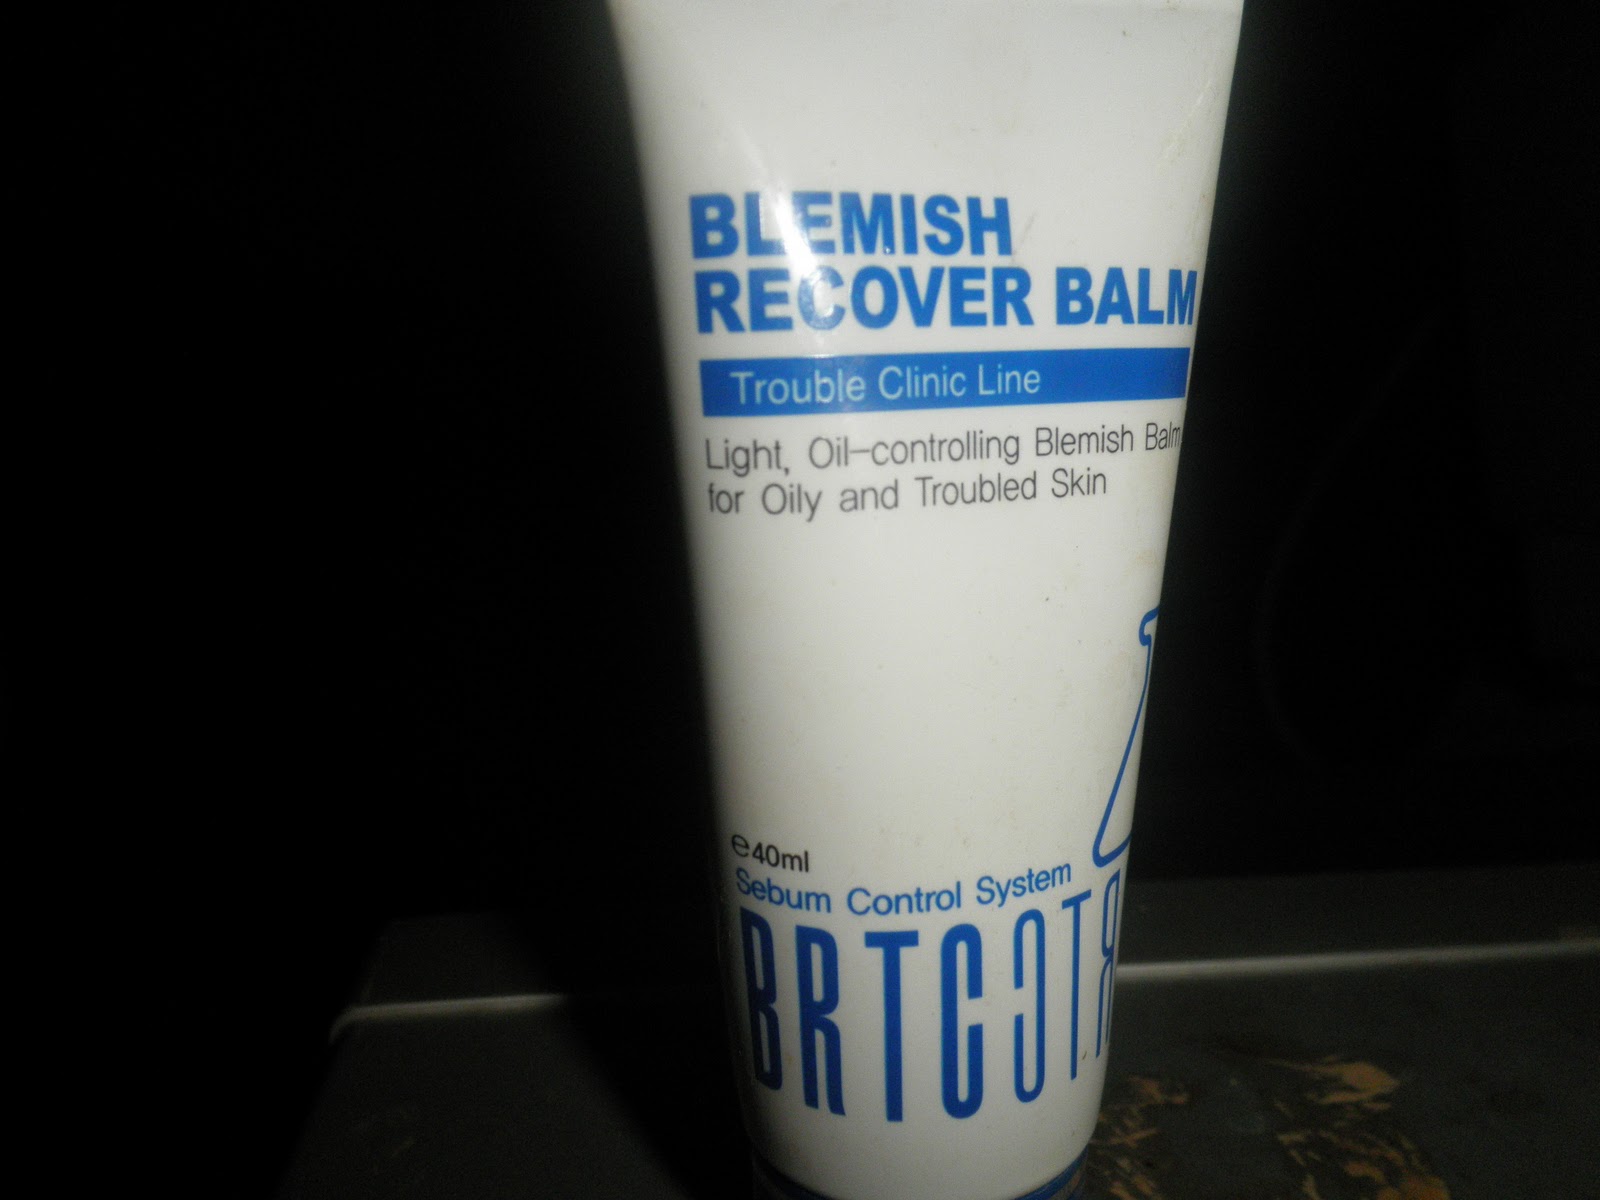 BLEMISH
RECOVER BALM
Trouble Clinic Line
Light, Oil-controlling Blemish Balm
for Oily and Troubled Skin
℮40ml
Sebum Control System
BRTC